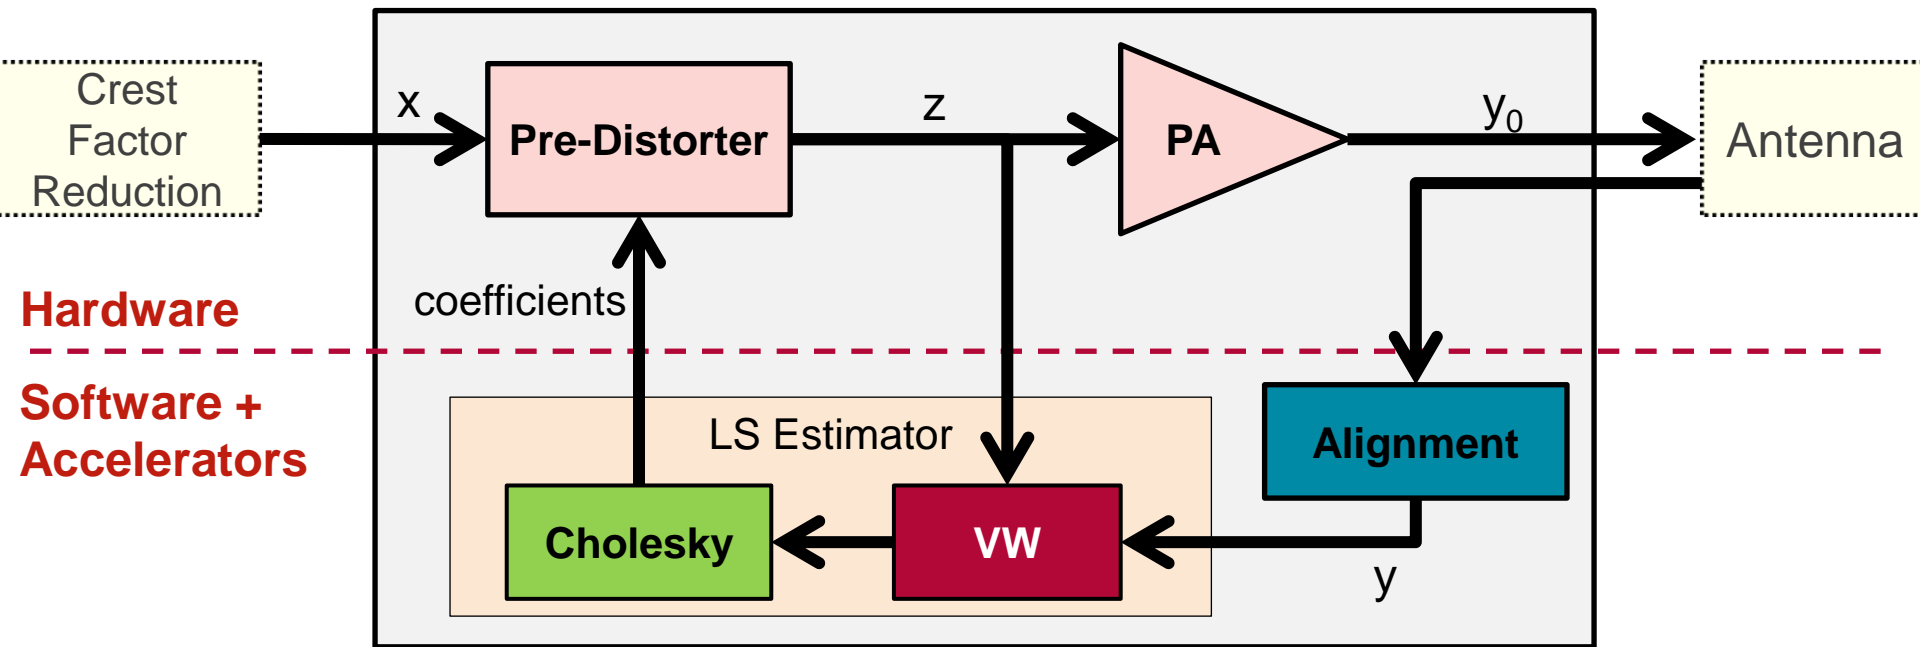 Crest
Factor
Reduction
x
Pre-Distorter
z
PA
y0
Antenna
coefficients
Hardware
Software +
Accelerators
LS Estimator
Alignment
Cholesky
VW
y